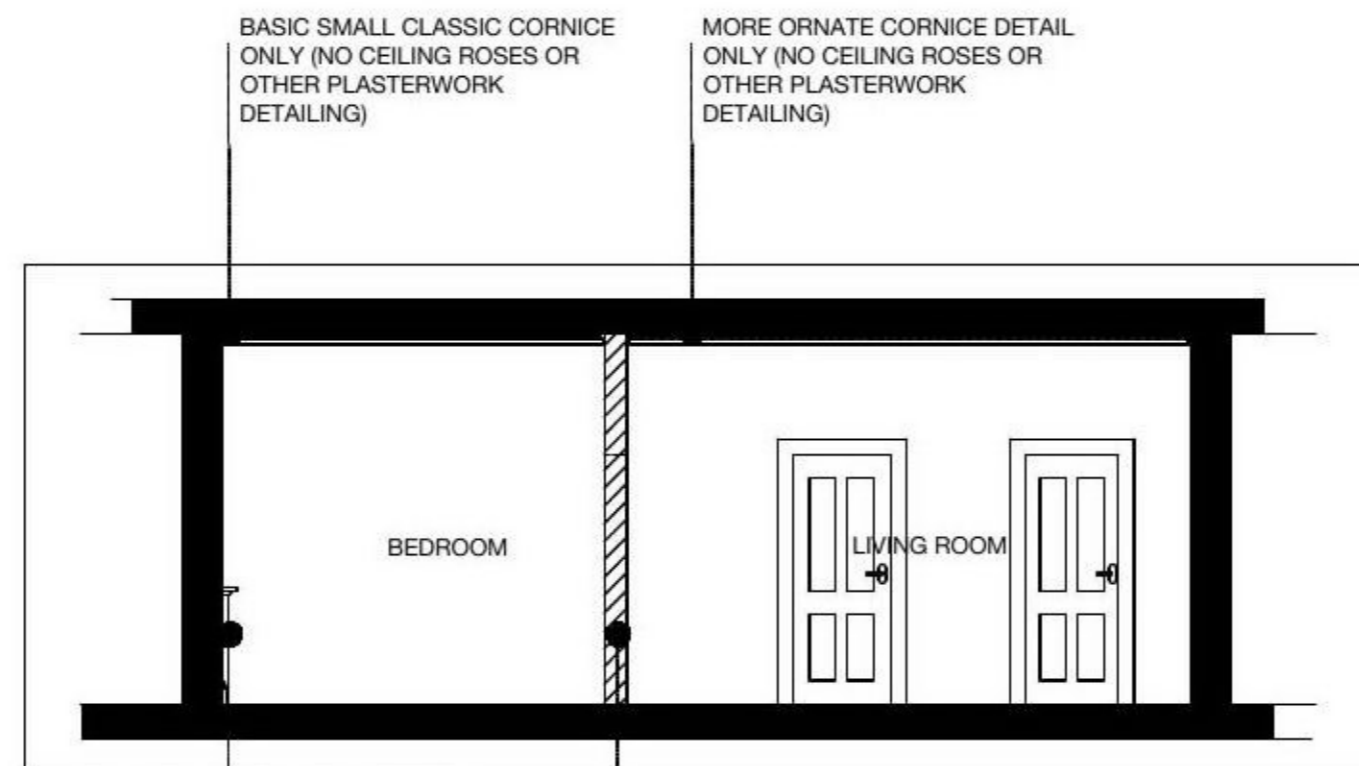 BASIC SMALL CLASSIC CORNICE
ONLY (NO CEILING ROSES OR
OTHER PLASTERWORK
DETAILING)
MORE ORNATE CORNICE DETAIL
ONLY (NO CEILING ROSES OR
OTHER PLASTERWORK
DETAILING)
BEDROOM
LIVING ROOM